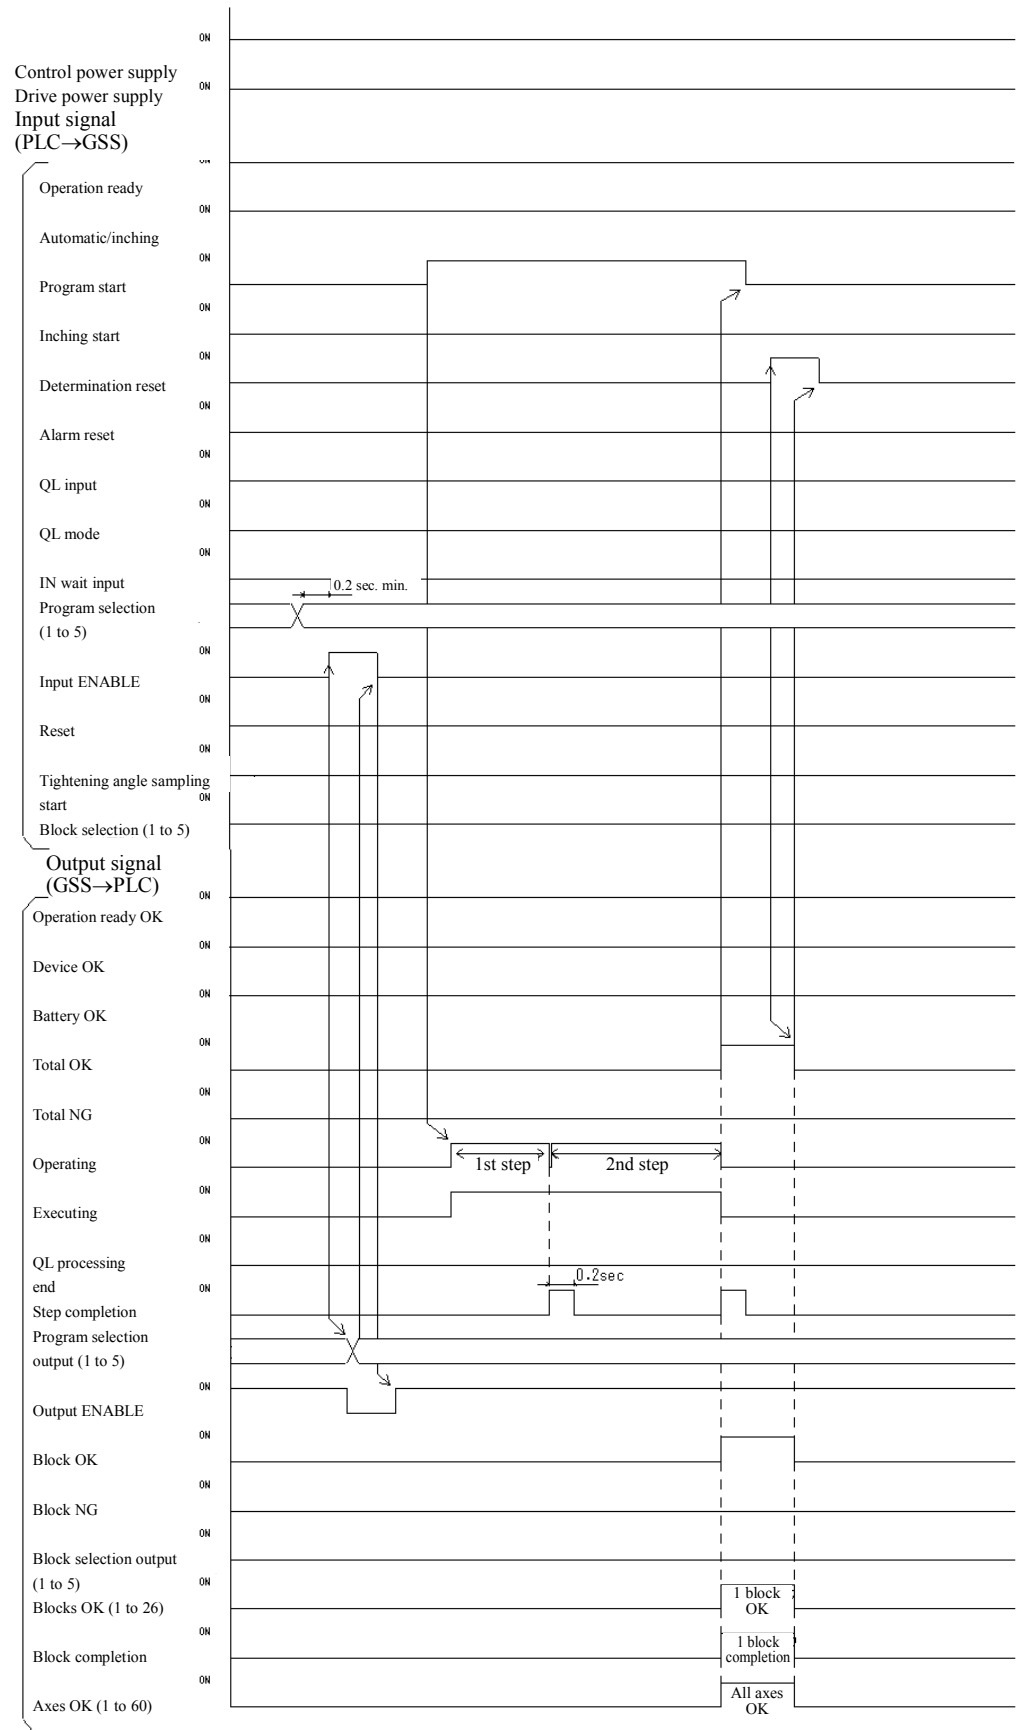 ON
Control power supply
ON
Drive power supply
Input signal
(PLC→GSS)
ON
Operation ready
ON
Automatic/inching
ON
Program start
ON
Inching start
ON
Determination reset
ON
Alarm reset
ON
QL input
ON
QL mode
ON
IN wait input
0.2 sec. min.
Program selection
(1 to 5)
ON
Input ENABLE
ON
Reset
ON
Tightening angle sampling
start
ON
Block selection (1 to 5)
Output signal
(GSS→PLC)
ON
Operation ready OK
ON
Device OK
ON
Battery OK
ON
Total OK
ON
Total NG
ON
Operating
1st step
2nd step
ON
Executing
ON
QL processing
end
0.2sec
ON
Step completion
Program selection
output (1 to 5)
ON
Output ENABLE
ON
Block OK
ON
Block NG
ON
Block selection output
(1 to 5)
ON
Blocks OK (1 to 26)
1 block
OK
ON
Block completion
1 block
completion
ON
Axes OK (1 to 60)
All axes
OK